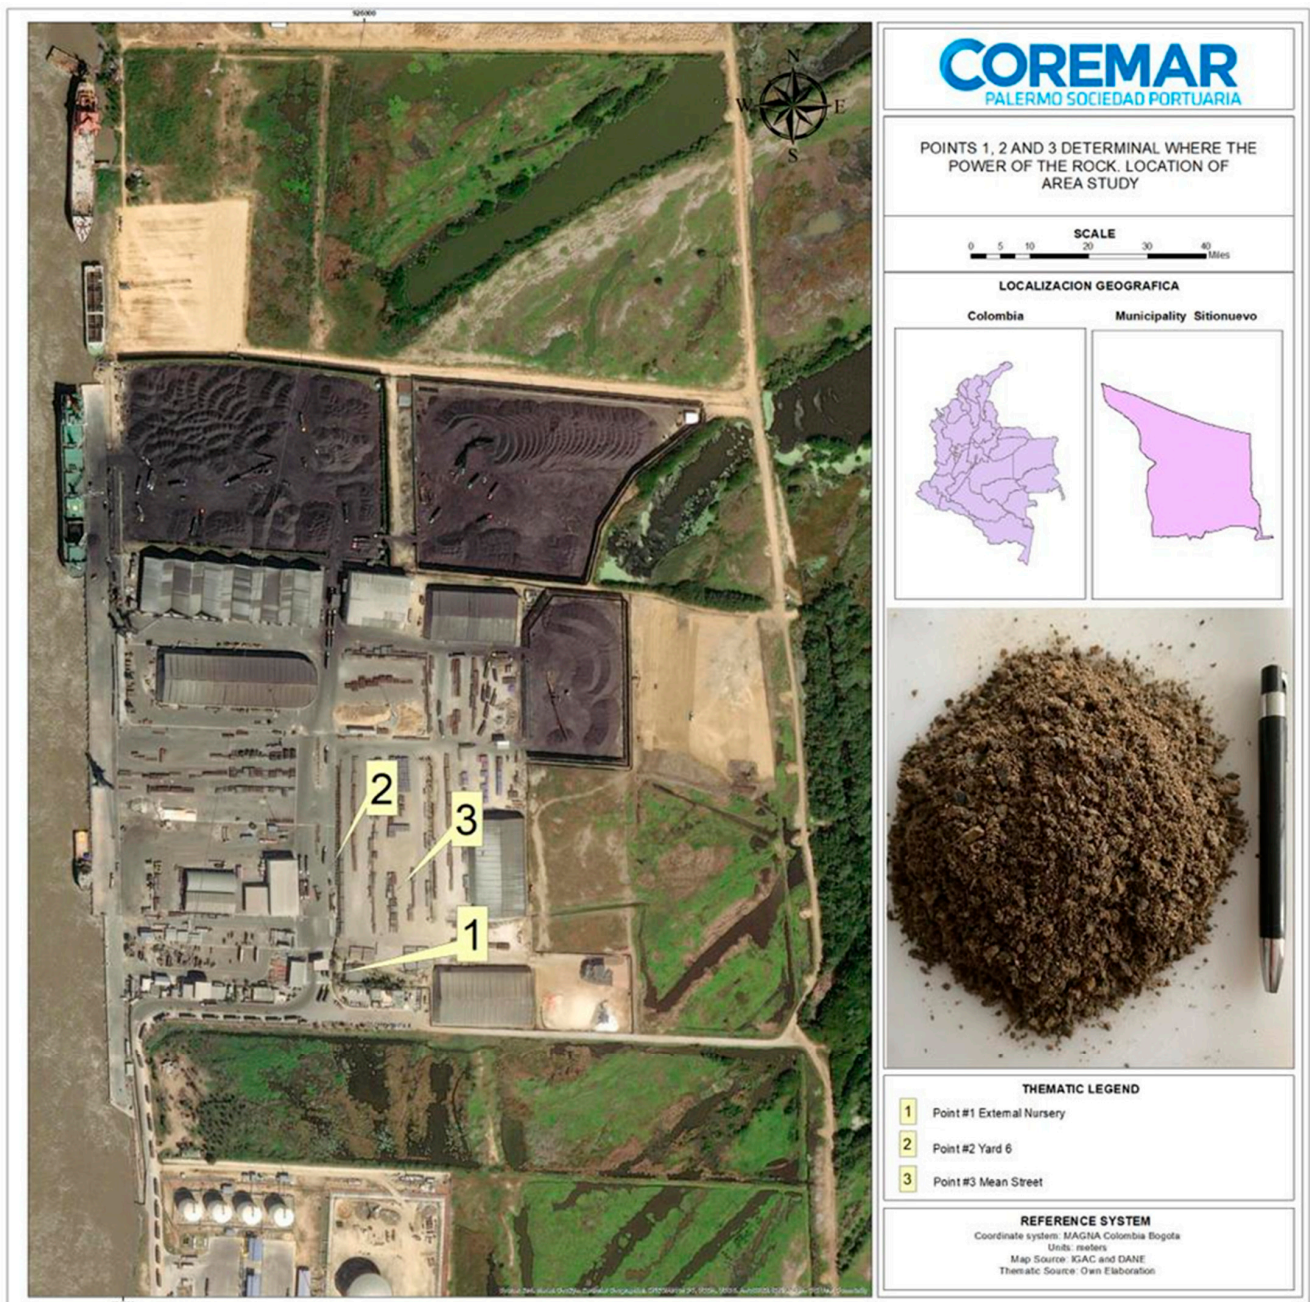 525000
N
W E
S
2
3
1
COREMAR
PALERMO SOCIEDAD PORTUARIA
POINTS 1, 2 AND 3 DETERMINAL WHERE THE
POWER OF THE ROCK. LOCATION OF
AREA STUDY
SCALE
0 5 10 20 30 40
Miles
LOCALIZACION GEOGRAFICA
Colombia Municipality Sitionuevo
THEMATIC LEGEND
1 Point #1 External Nursery
2 Point #2 Yard 6
3 Point #3 Mean Street
REFERENCE SYSTEM
Coordinate system: MAGNA Colombia Bogota
Units: meters
Map Source: IGAC and DANE
Thematic Source: Own Elaboration